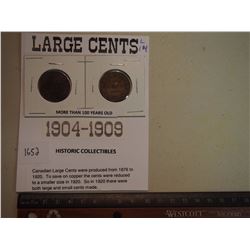 LARGE CENTS
MORE THAN 100 YEARS OLD
1904-1909
1652
HISTORIC COLLECTIBLES
Canadian Large Cents were produced from 1876 to
1920. To save on copper the cents were reduced
to a smaller size in 1920. So in 1920 there were
both large and small cents made.
WESTCOTT